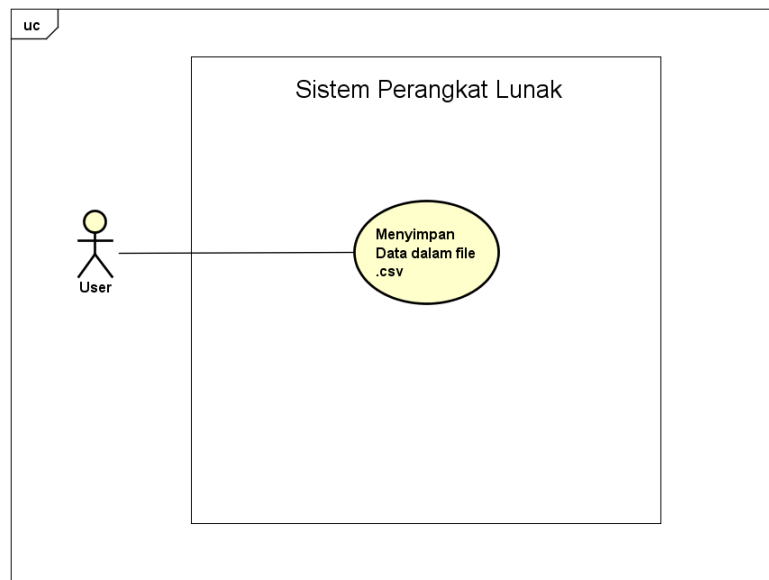 uc
Sistem Perangkat Lunak
Menyimpan
Data dalam file
.csv
User